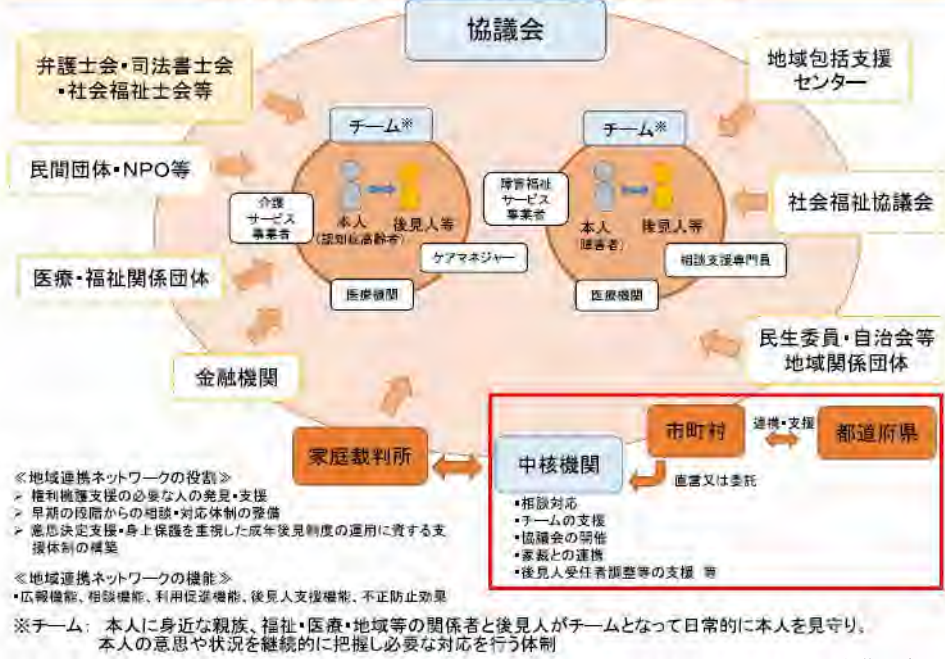 協議会
弁護士会・司法書士会
・社会福祉士会等
地域包括支援
センター
チーム※
チーム※
民間団体・NPO等
社会福祉協議会
介護
サービス
事業者
本人
(認知症高齢者)
後見人等
ケアマネジャー
医療機関
障害福祉
サービス
事業者
本人
(障害者)
後見人等
相談支援専門員
医療機関
医療・福祉関係団体
民生委員・自治会等
地域関係団体
金融機関
家庭裁判所
中核機関
市町村
連携・支援
都道府県
直営又は委託
・相談対応
・チームの支援
・協議会の開催
・家裁との連携
・後見人受任者調整等の支援 等
≪地域連携ネットワークの役割≫
➢ 権利擁護支援の必要な人の発見・支援
➢ 早期の段階からの相談・対応体制の整備
➢ 意思決定支援・身上保護を重視した成年後見制度の運用に資する支
援体制の構築
≪地域連携ネットワークの機能≫
・広報機能、相談機能、利用促進機能、後見人支援機能、不正防止効果
※チーム: 本人に身近な親族、福祉・医療・地域等の関係者と後見人がチームとなって日常的に本人を見守り、
本人の意思や状況を継続的に把握し必要な対応を行う体制